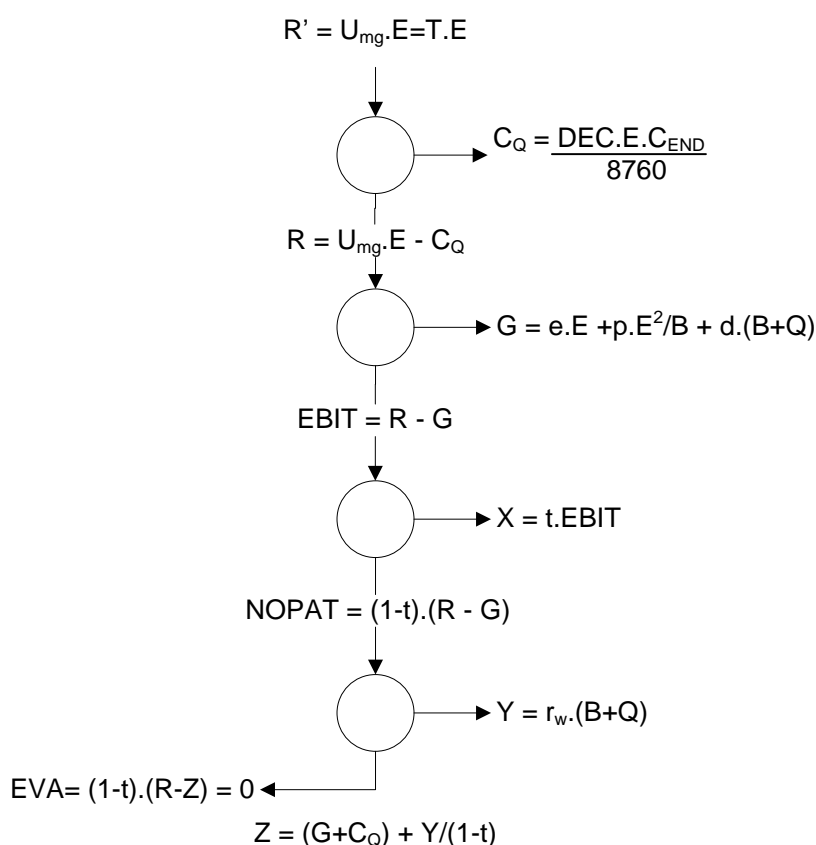 R’ = Umg.E=T.E
CQ = DEC.E.CEND
8760
R = Umg.E - CQ
G = e.E +p.E²/B + d.(B+Q)
EBIT = R - G
X = t.EBIT
NOPAT = (1-t).(R - G)
Y = rw.(B+Q)
EVA= (1-t).(R-Z) = 0
Z = (G+CQ) + Y/(1-t)